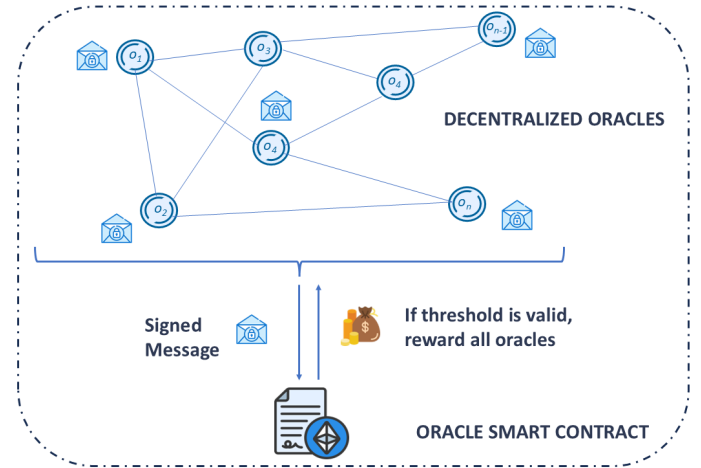 o₁
o₃
oₙ₋₁
o₄
DECENTRALIZED ORACLES
o₄
o₂
oₙ
Signed
Message
$
If threshold is valid,
reward all oracles
ORACLE SMART CONTRACT